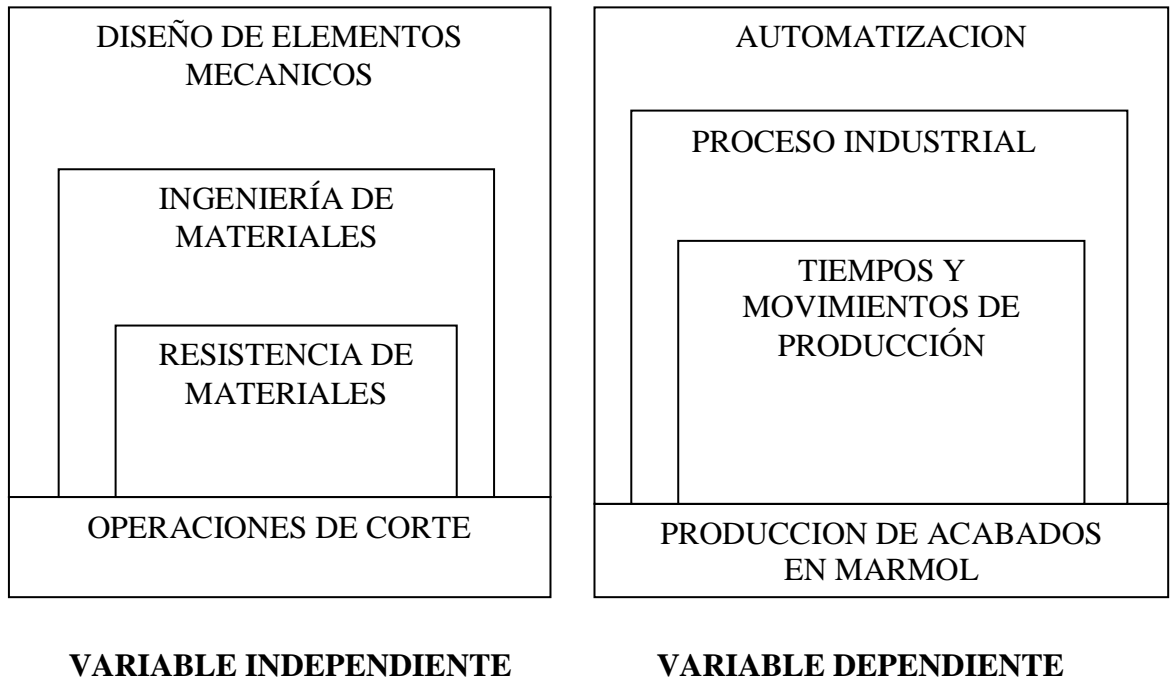 DISEÑO DE ELEMENTOS
MECANICOS
INGENIERÍA DE
MATERIALES
RESISTENCIA DE
MATERIALES
OPERACIONES DE CORTE
VARIABLE INDEPENDIENTE
AUTOMATIZACION
PROCESO INDUSTRIAL
TIEMPOS Y
MOVIMIENTOS DE
PRODUCCIÓN
PRODUCCION DE ACABADOS
EN MARMOL
VARIABLE DEPENDIENTE